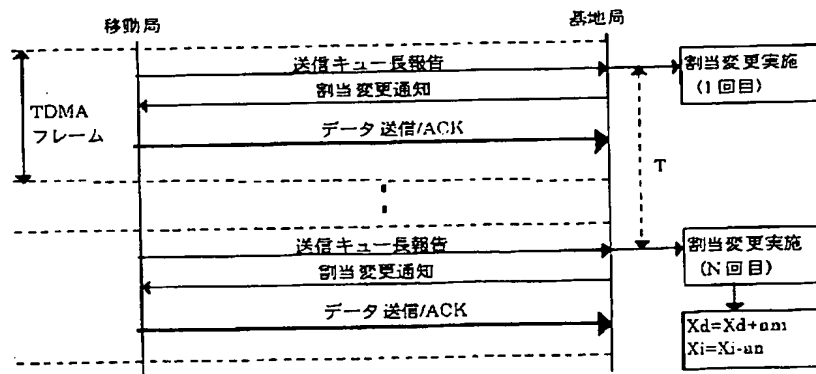 移動局
基地局
送信キュー長報告
割当変更実施
(1回目)
割当変更通知
TDMA
フレーム
データ送信/ACK
T
送信キュー長報告
割当変更実施
(N回目)
割当変更通知
データ送信/ACK
Xd=Xd+nm
Xi=Xi-an